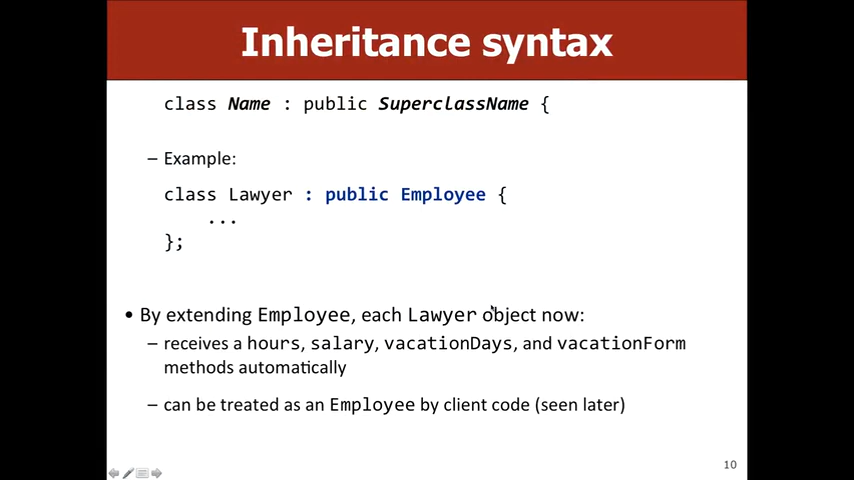 Inheritance syntax
class Name : public SuperclassName {
– Example:
class Lawyer : public Employee {
...
};
• By extending Employee, each Lawyer object now:
– receives a hours, salary, vacationDays, and vacationForm
methods automatically
– can be treated as an Employee by client code (seen later)
10